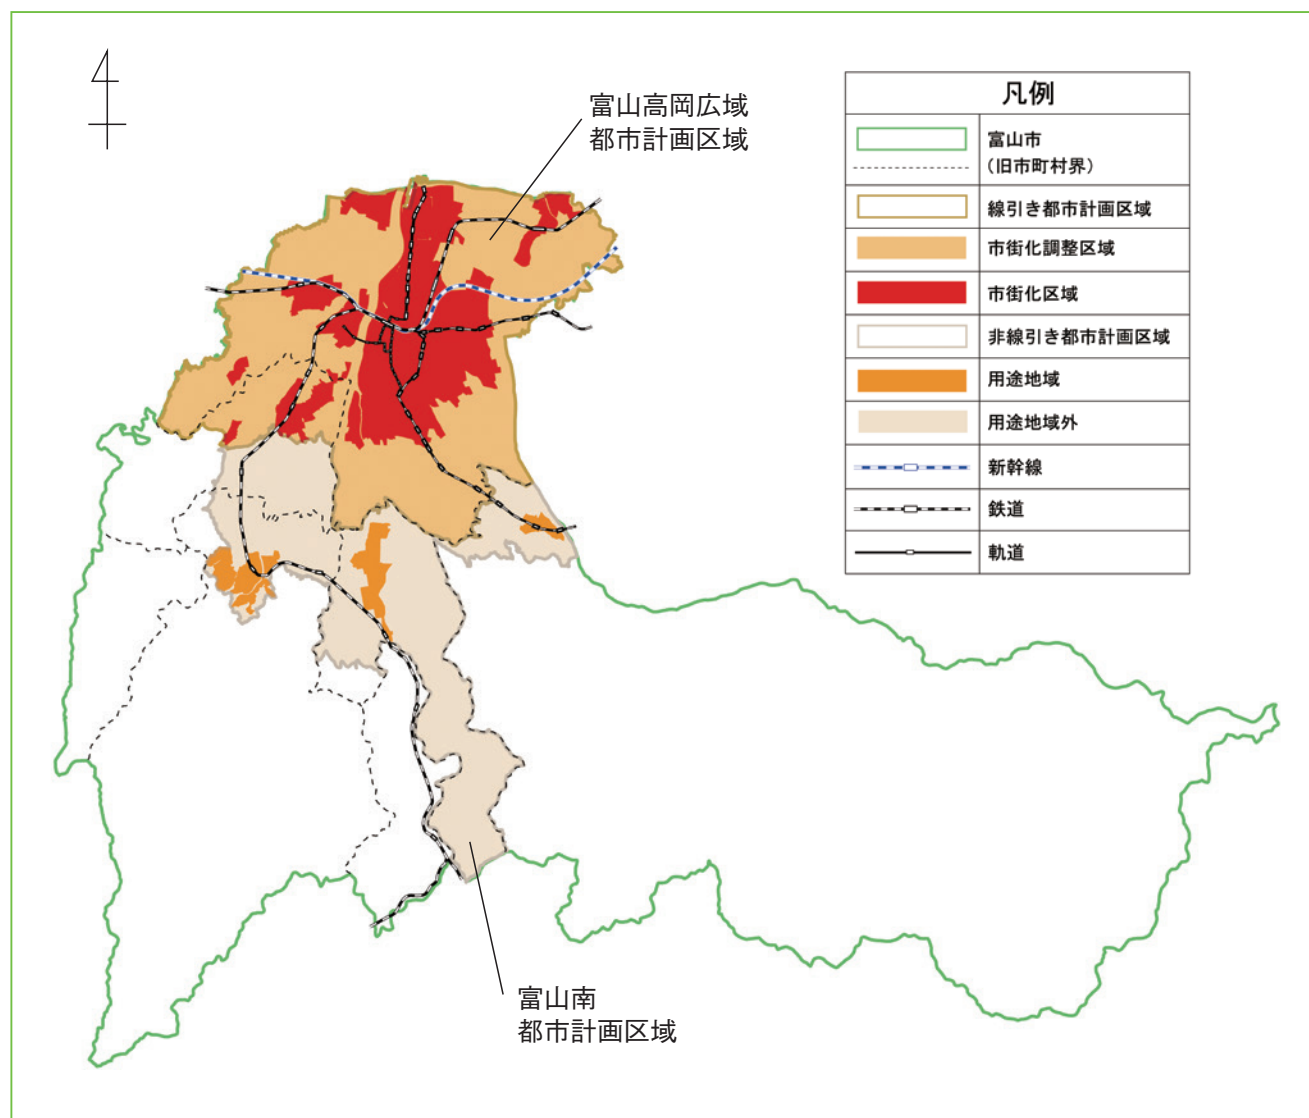 富山高岡広域
都市計画区域
凡例
富山市
（旧市町村界）
線引き都市計画区域
市街化調整区域
市街化区域
非線引き都市計画区域
用途地域
用途地域外
新幹線
鉄道
軌道
富山南
都市計画区域